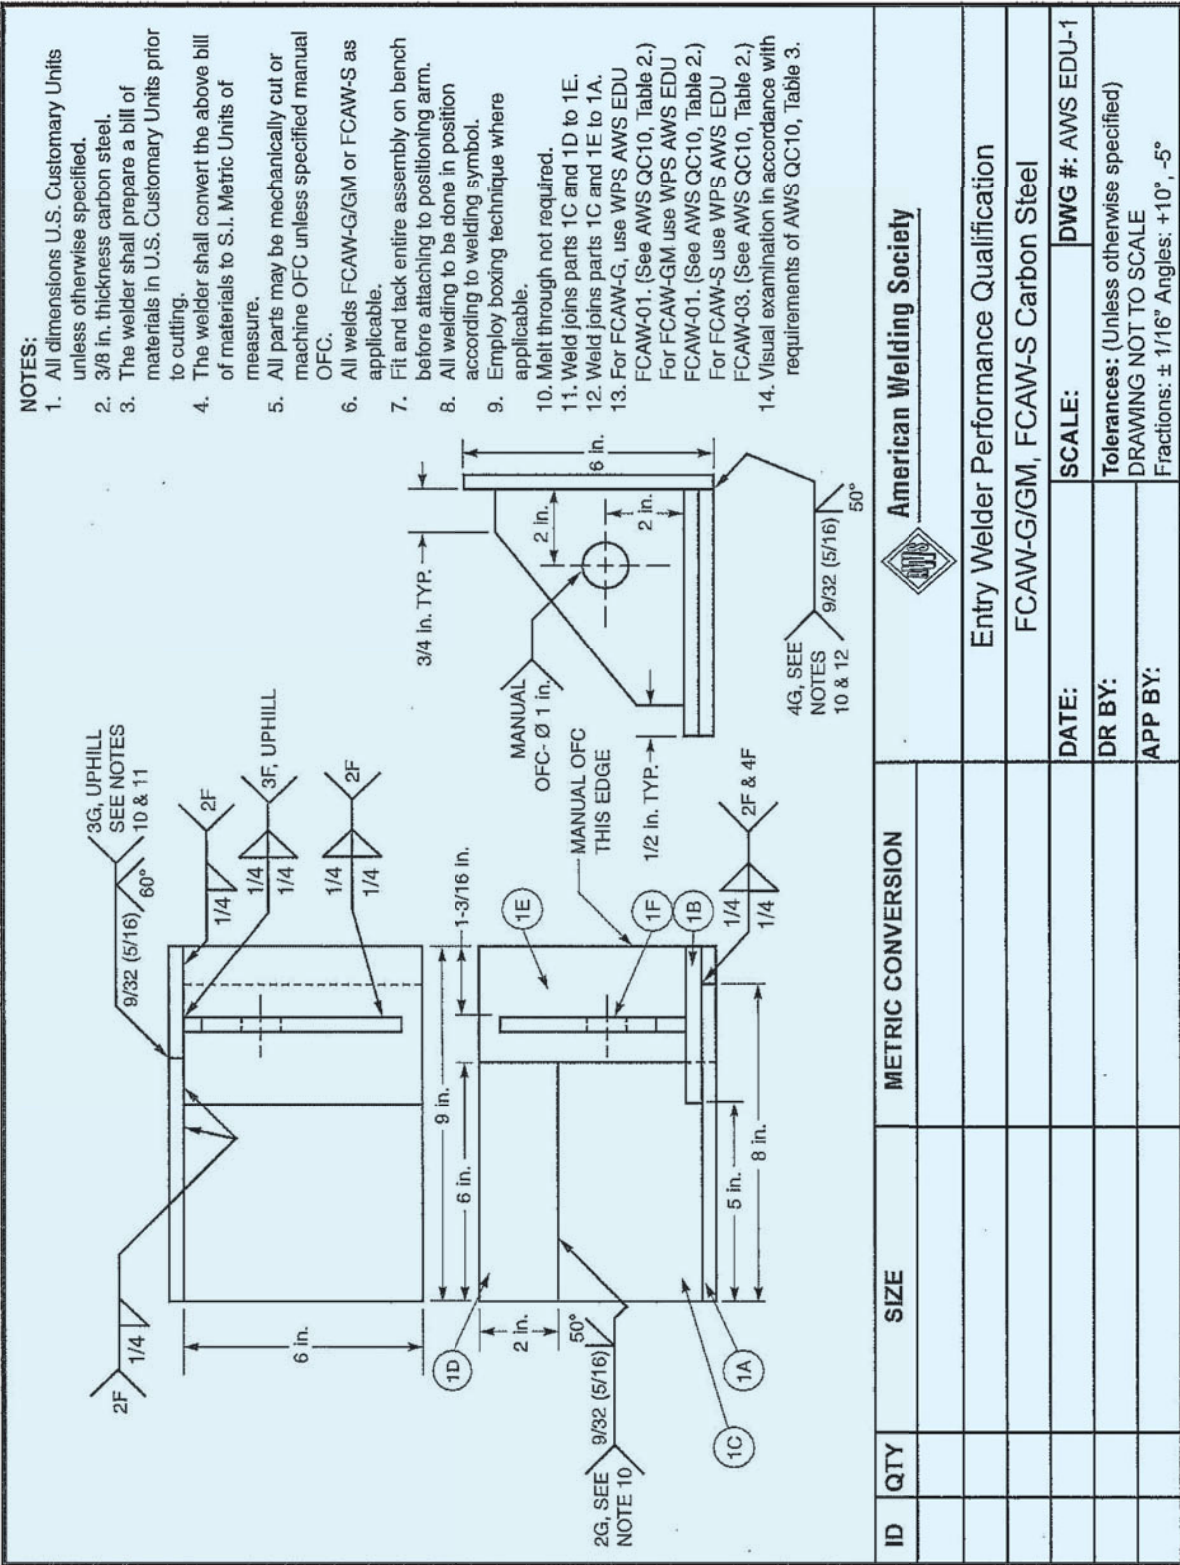 NOTES:
1. All dimensions U.S. Customary Units
unless otherwise specified.
2. 3/8 in. thickness carbon steel.
3. The welder shall prepare a bill of
materials in U.S. Customary Units prior
to cutting.
4. The welder shall convert the above bill
of materials to S.I. Metric Units of
measure.
5. All parts may be mechanically cut or
machine OFC unless specified manual
OFC.
6. All welds FCAW-G/GM or FCAW-S as
applicable.
7. Fit and tack entire assembly on bench
before attaching to positioning arm.
8. All welding to be done in position
according to welding symbol.
9. Employ boxing technique where
applicable.
10. Melt through not required.
11. Weld joins parts 1C and 1D to 1E.
12. Weld joins parts 1C and 1E to 1A.
13. For FCAW-G, use WPS AWS EDU
FCAW-01. (See AWS QC10, Table 2.)
For FCAW-GM use WPS AWS EDU
FCAW-01. (See AWS QC10, Table 2.)
For FCAW-S use WPS AWS EDU
FCAW-03. (See AWS QC10, Table 2.)
14. Visual examination in accordance with
requirements of AWS QC10, Table 3.
3G, UPHILL
SEE NOTES
10 & 11
9/32 (5/16)
60°
2F
1/4
3F, UPHILL
1/4
1/4
2F
1/4
1/4
2F
1/4
6 in.
9 in.
1-3/16 in.
6 in.
1D
1E
MANUAL OFC
THIS EDGE
1F
1B
2 in.
50°
9/32 (5/16)
2G, SEE
NOTE 10
1C
1A
5 in.
8 in.
1/4
1/4
2F & 4F
3/4 in. TYP.
MANUAL
OFC- Ø 1 in.
2 in.
2 in.
6 in.
1/2 in. TYP.
4G, SEE
NOTES
10 & 12
9/32 (5/16)
50°
ID QTY SIZE METRIC CONVERSION
AWS
American Welding Society
Entry Welder Performance Qualification
FCAW-G/GM, FCAW-S Carbon Steel
DATE: SCALE: DWG #: AWS EDU-1
DR BY:
APP BY:
Tolerances: (Unless otherwise specified)
DRAWING NOT TO SCALE
Fractions: ± 1/16" Angles: +10°, -5°